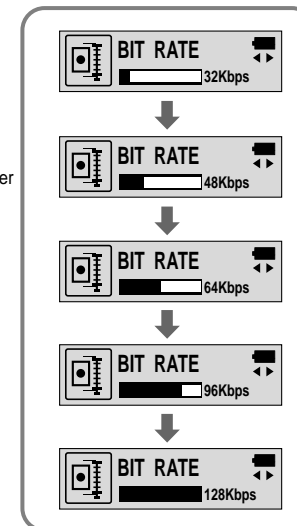 BIT RATE
32Kbps
er
BIT RATE
48Kbps
BIT RATE
64Kbps
BIT RATE
96Kbps
BIT RATE
128Kbps